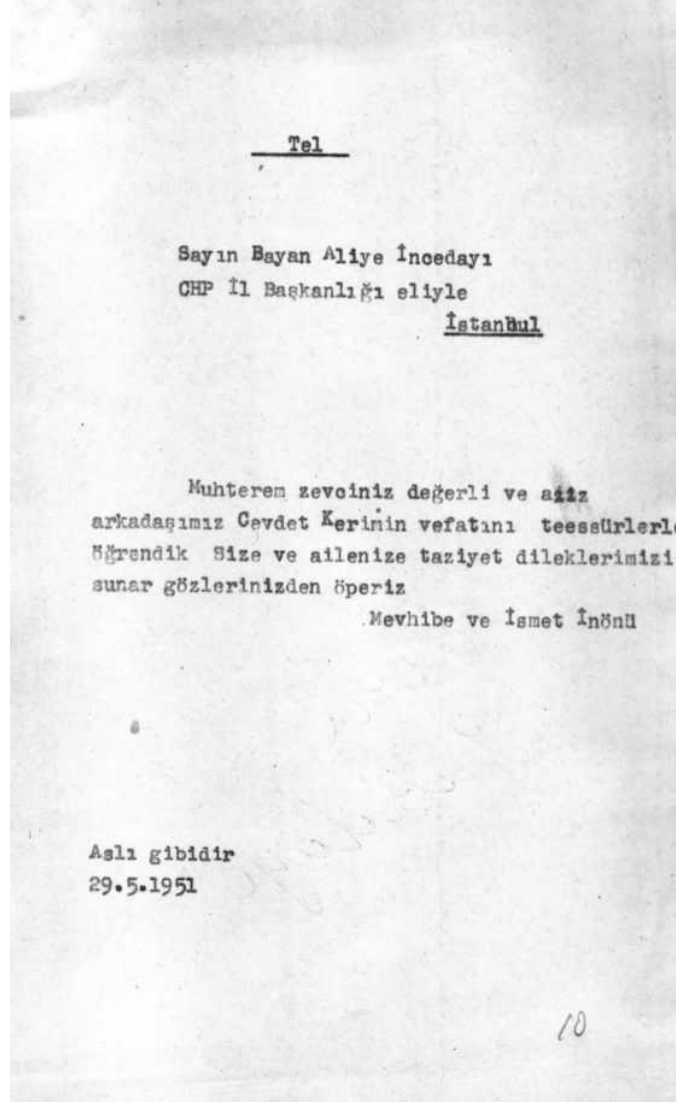 Tel
Sayın Bayan Aliye İncedayı
CHP İl Başkanlığı eliyle
İstanbul
Muhterem zevciniz değerli ve aziz
arkadaşımız Cevdet Kerimin vefatını teessürlerle
öğrendik Size ve ailenize taziyet dileklerimizi
sunar gözlerinizden öperiz
Mevhibe ve İsmet İnönü
Aslı gibidir
29.5.1951
10